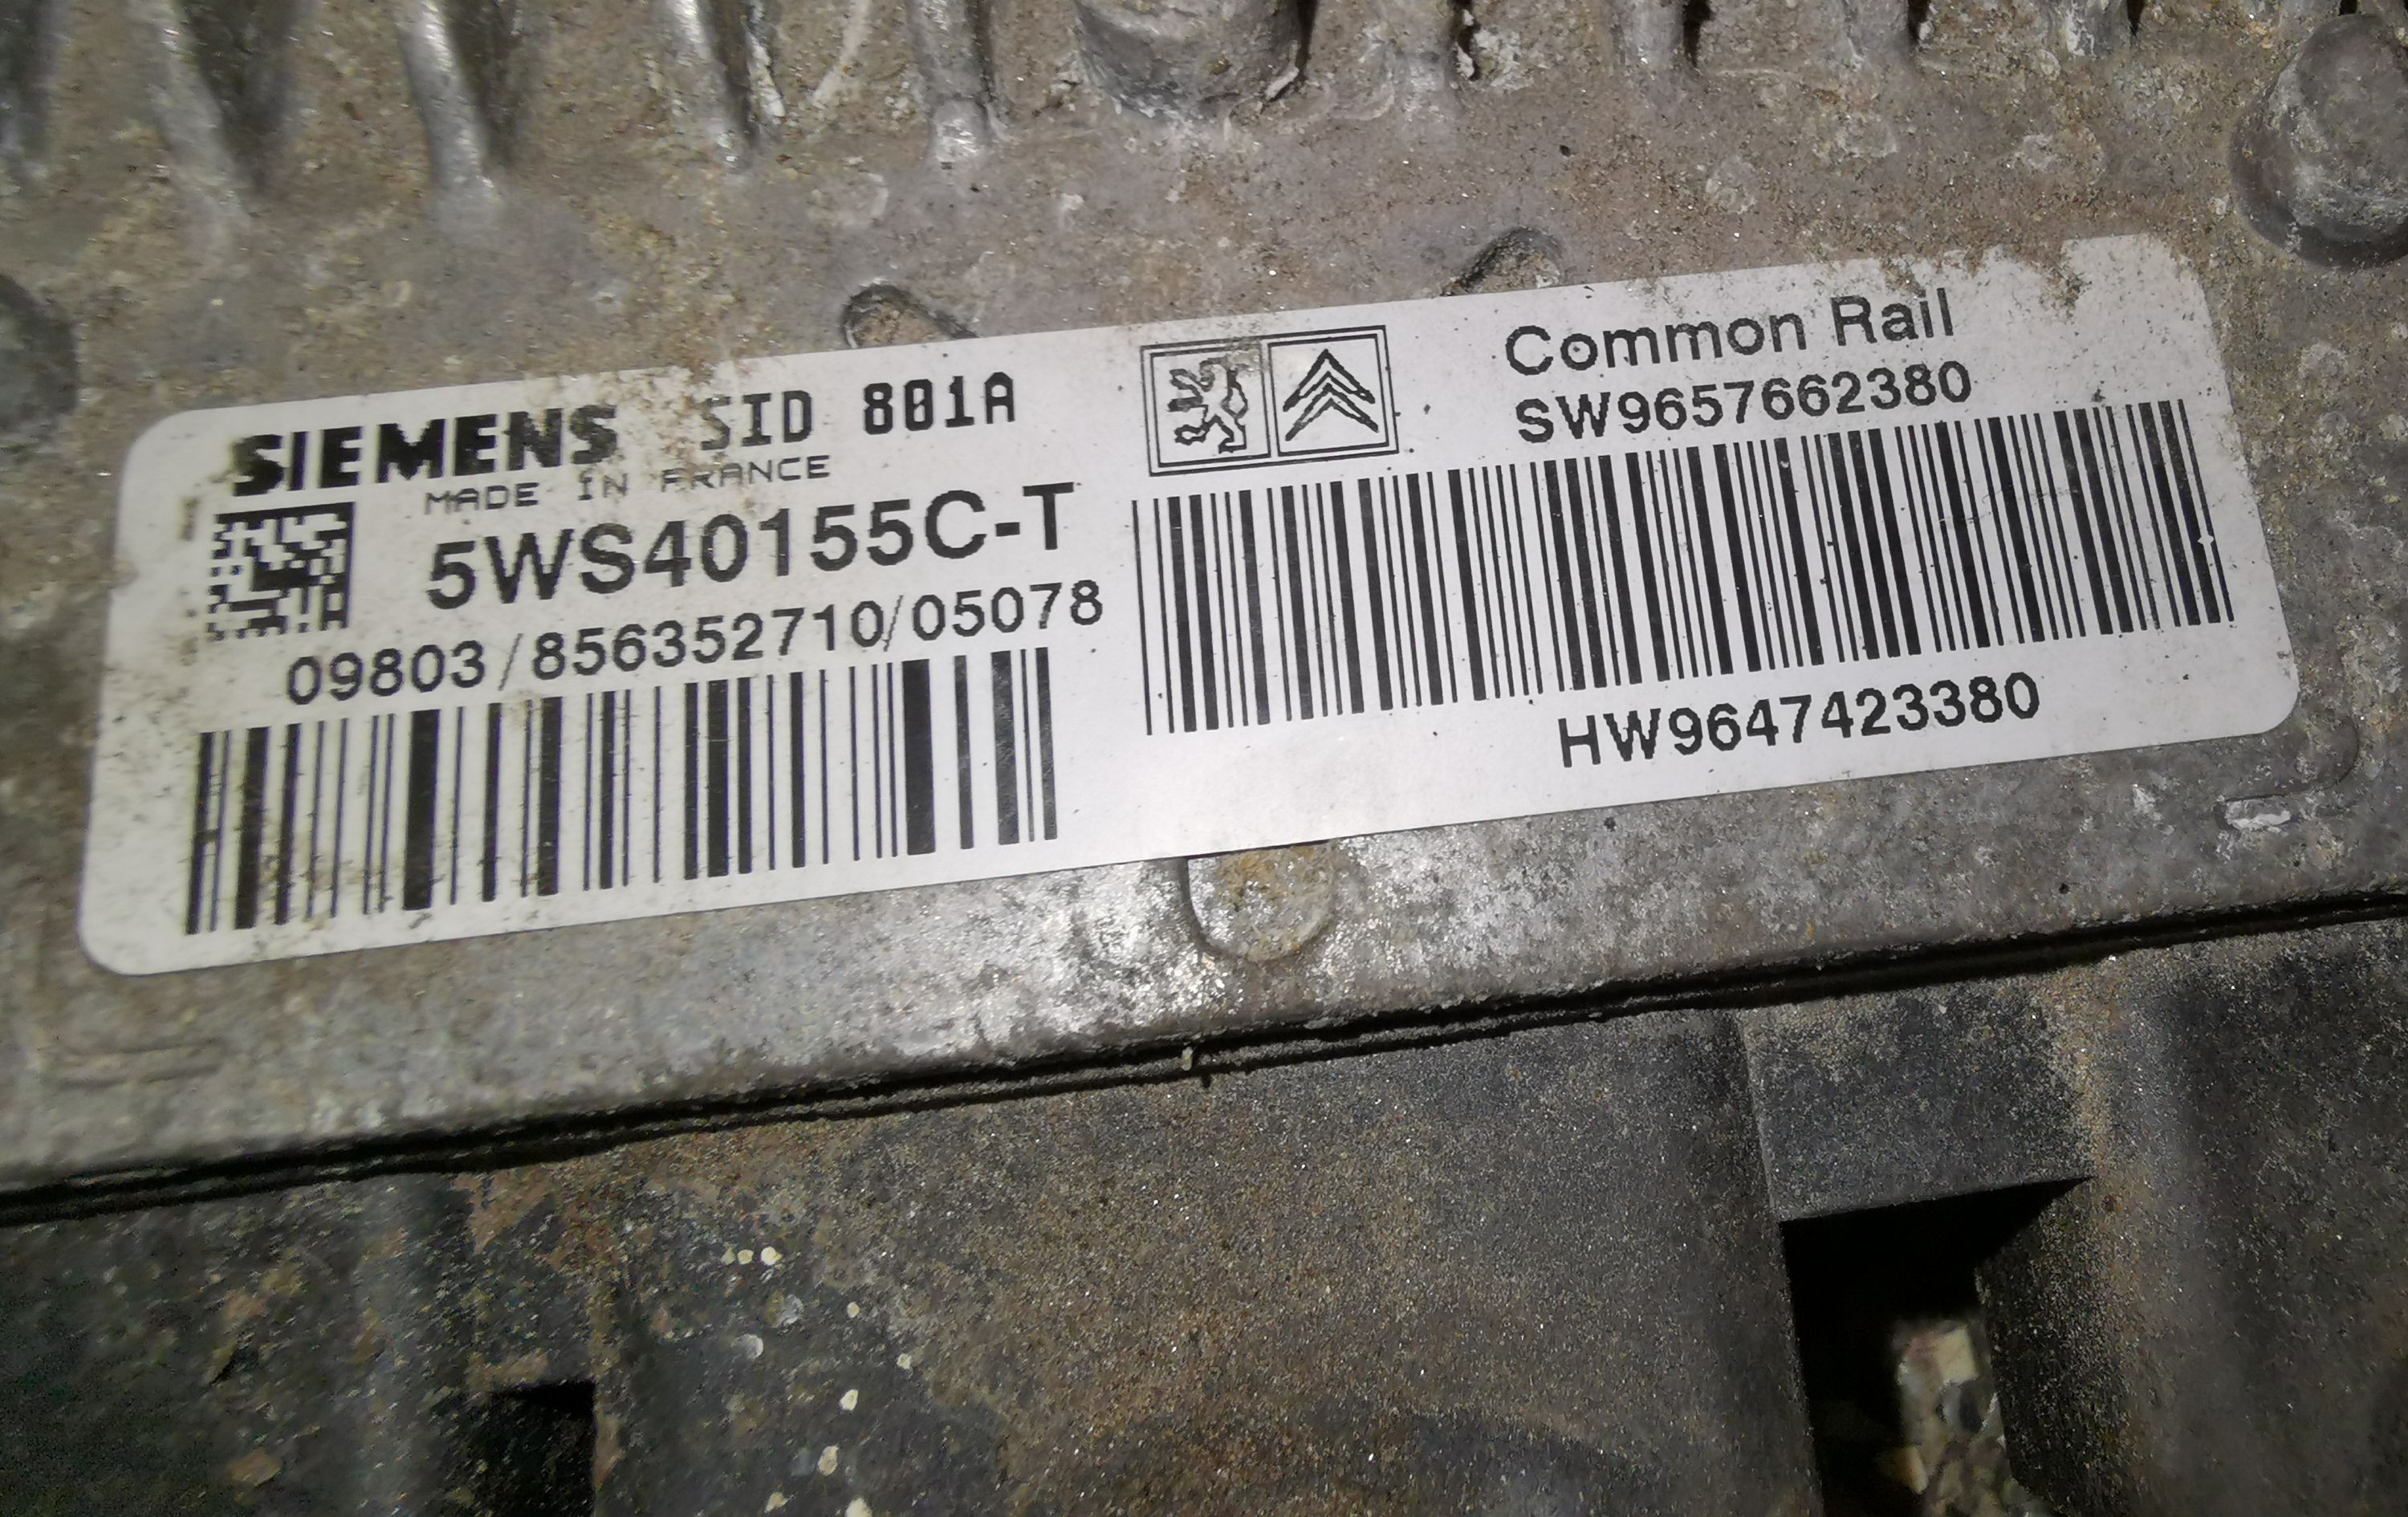 SIEMENS SID 801A
MADE IN FRANCE
5WS40155C-T
09803/856352710/05078
Common Rail
SW9657662380
HW9647423380